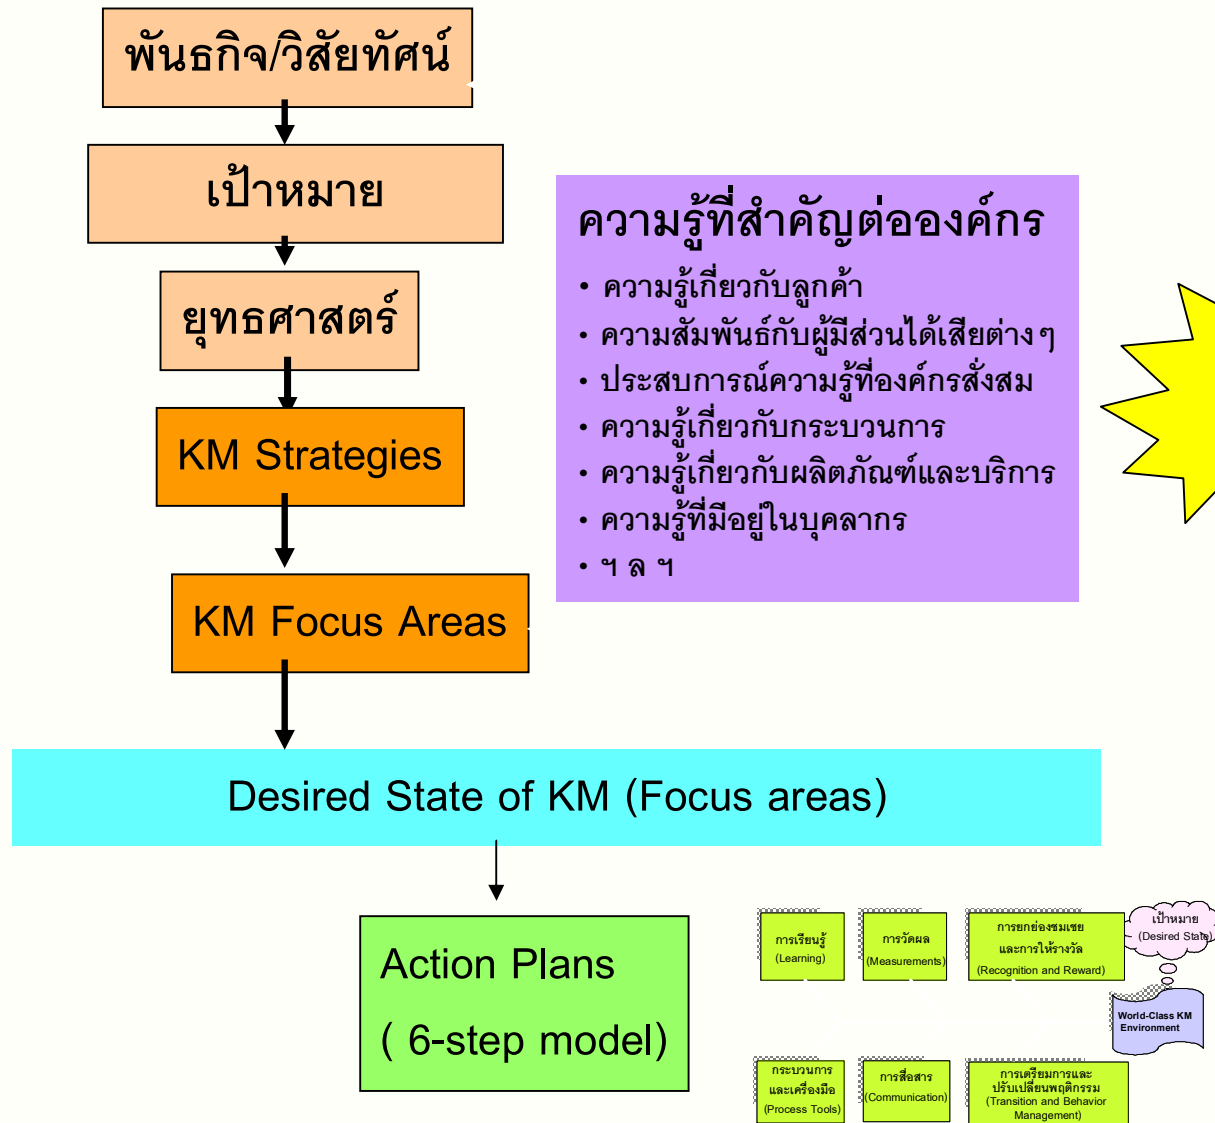 พันธกิจ/วิสัยทัศน์
เป้าหมาย
ยุทธศาสตร์
KM Strategies
KM Focus Areas
ความรู้ที่สำคัญต่อองค์กร
• ความรู้เกี่ยวกับลูกค้า
• ความสัมพันธ์กับผู้มีส่วนได้เสียต่างๆ
• ประสบการณ์ความรู้ที่องค์กรสั่งสม
• ความรู้เกี่ยวกับกระบวนการ
• ความรู้เกี่ยวกับผลิตภัณฑ์และบริการ
• ความรู้ที่มีอยู่ในบุคลากร
• ฯ ล ฯ
Desired State of KM (Focus areas)
Action Plans
( 6-step model)
การเรียนรู้
(Learning)
การวัดผล
(Measurements)
การยกย่องชมเชย
และการให้รางวัล
(Recognition and Reward)
เป้าหมาย
(Desired State)
World-Class KM
Environment
กระบวนการ
และเครื่องมือ
(Process Tools)
การสื่อสาร
(Communication)
การเตรียมการและ
ปรับเปลี่ยนพฤติกรรม
(Transition and Behavior
Management)